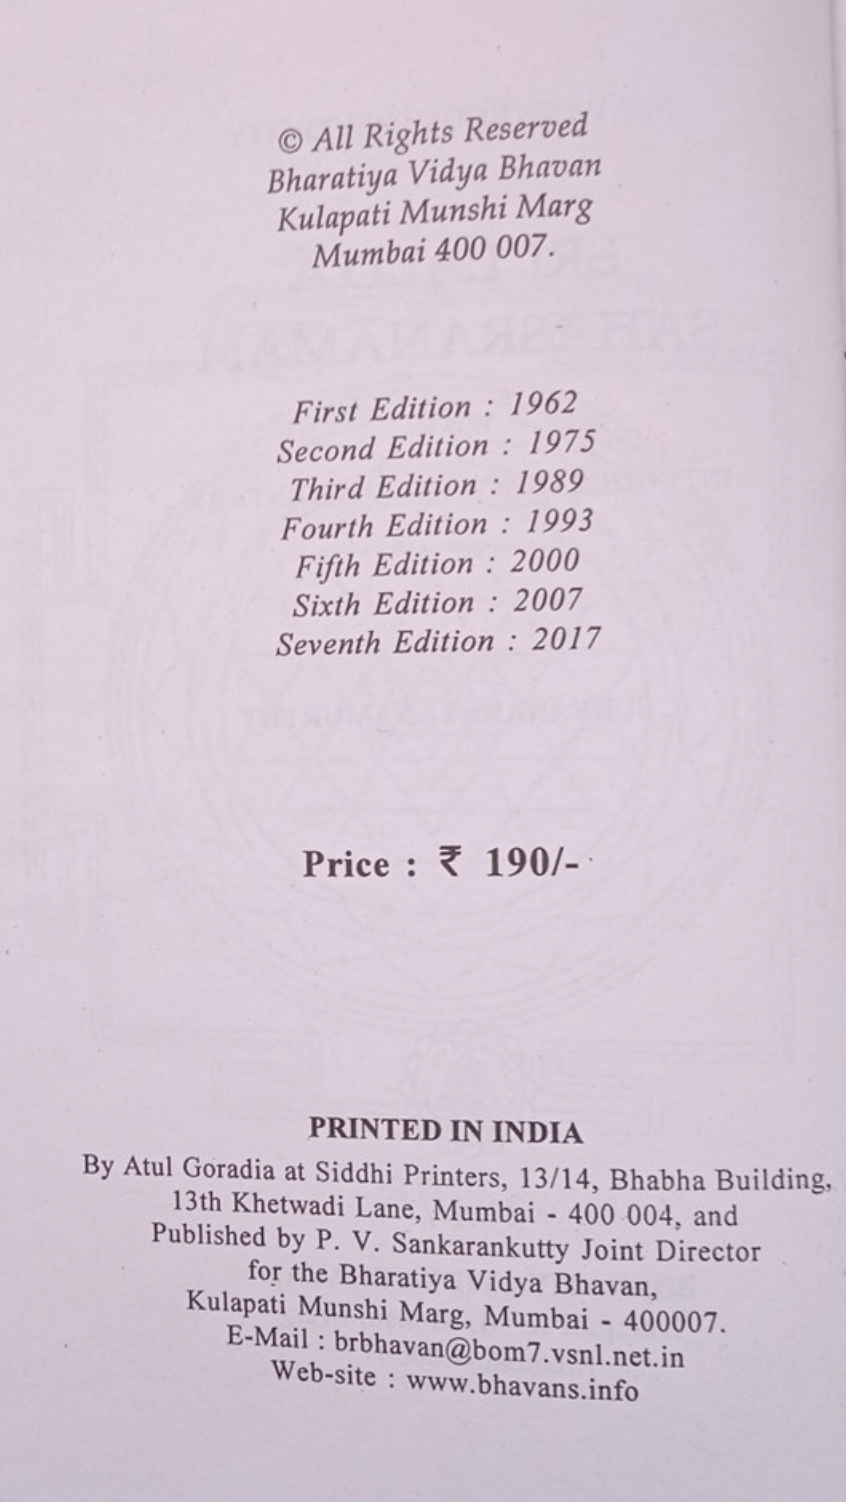 © All Rights Reserved
Bharatiya Vidya Bhavan
Kulapati Munshi Marg
Mumbai 400 007.
First Edition : 1962
Second Edition : 1975
Third Edition : 1989
Fourth Edition : 1993
Fifth Edition : 2000
Sixth Edition : 2007
Seventh Edition : 2017
Price : ₹ 190/-
PRINTED IN INDIA
By Atul Goradia at Siddhi Printers, 13/14, Bhabha Building,
13th Khetwadi Lane, Mumbai - 400 004, and
Published by P. V. Sankarankutty Joint Director
for the Bharatiya Vidya Bhavan,
Kulapati Munshi Marg, Mumbai - 400007.
E-Mail : brbhavan@bom7.vsnl.net.in
Web-site : www.bhavans.info